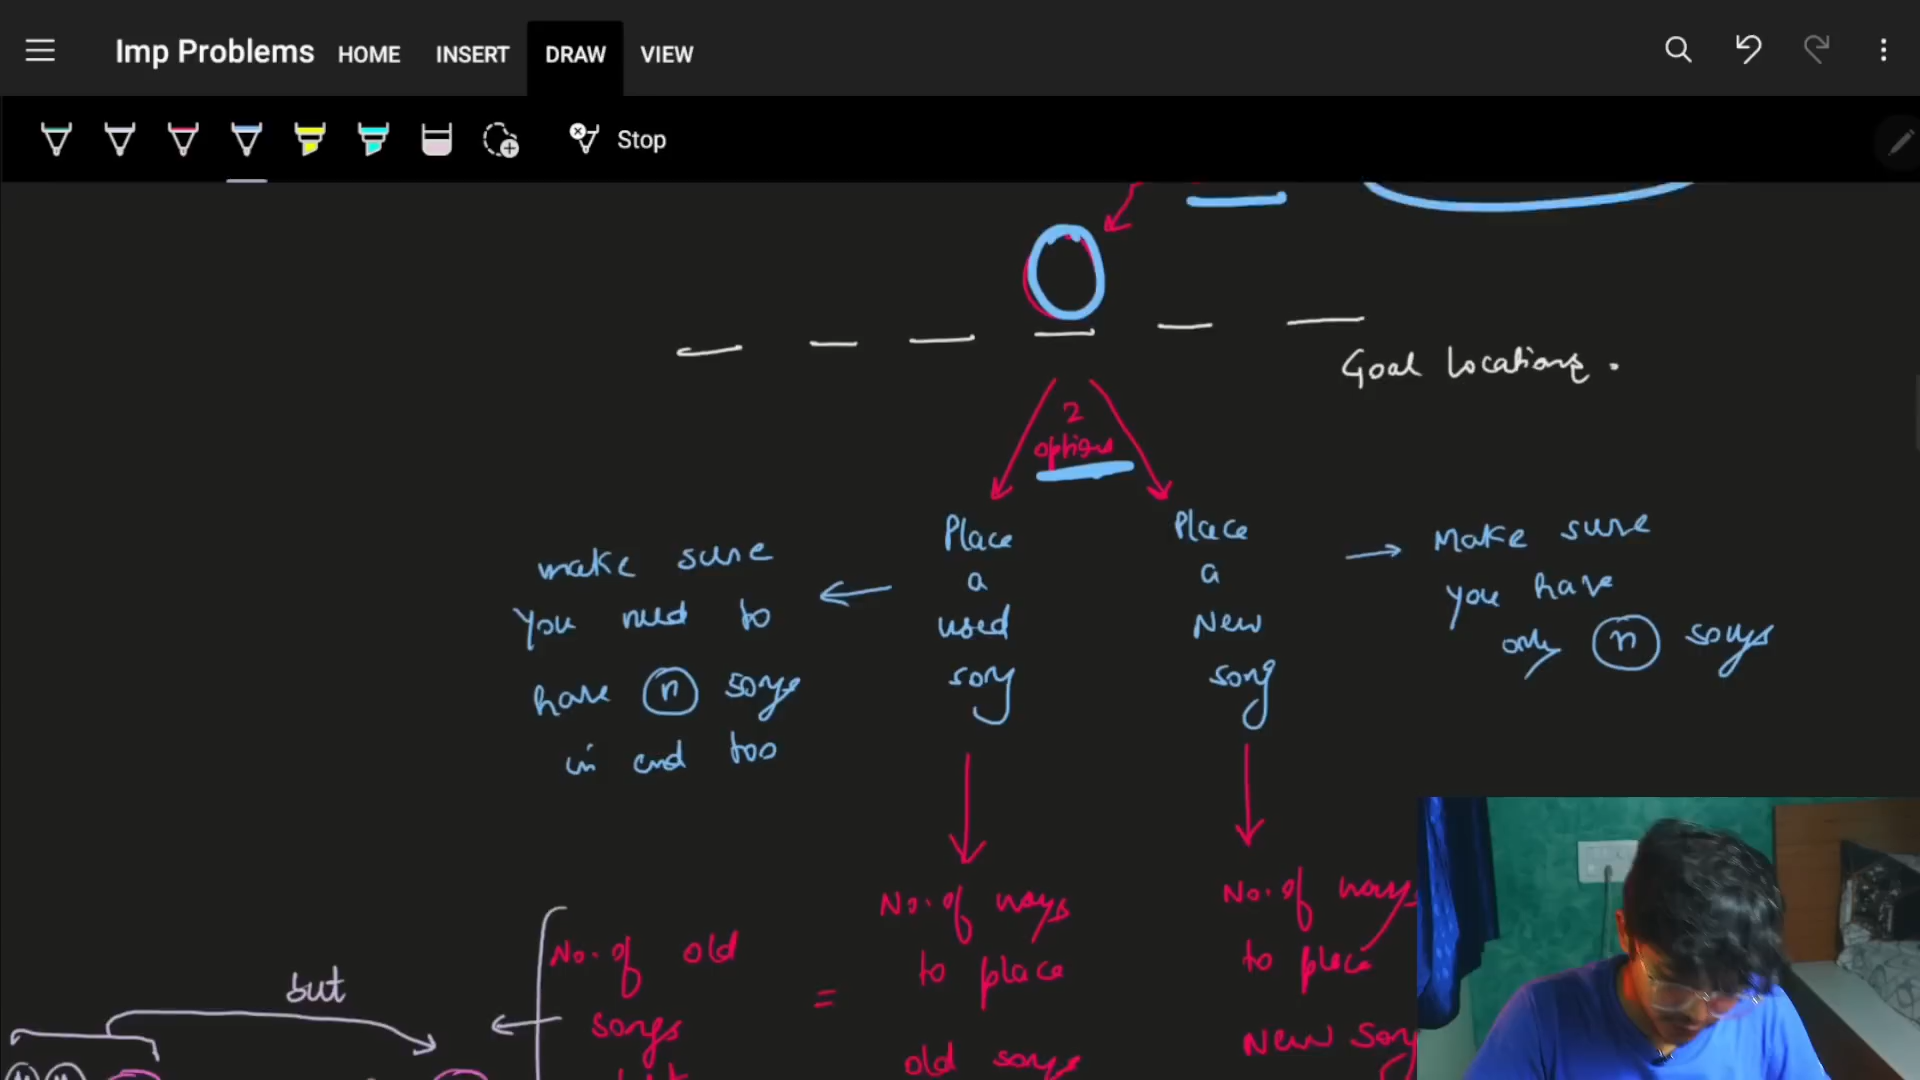 Imp Problems HOME INSERT DRAW VIEW
Stop
Goal Locations.
2
options
Place
a
used
song
Place
a
New
song
make sure
you need to
have n songs
in end too
Make sure
you have
only n songs
No. of ways
to place
old songs
No. of ways
to place
New song
No. of old
songs
=
but